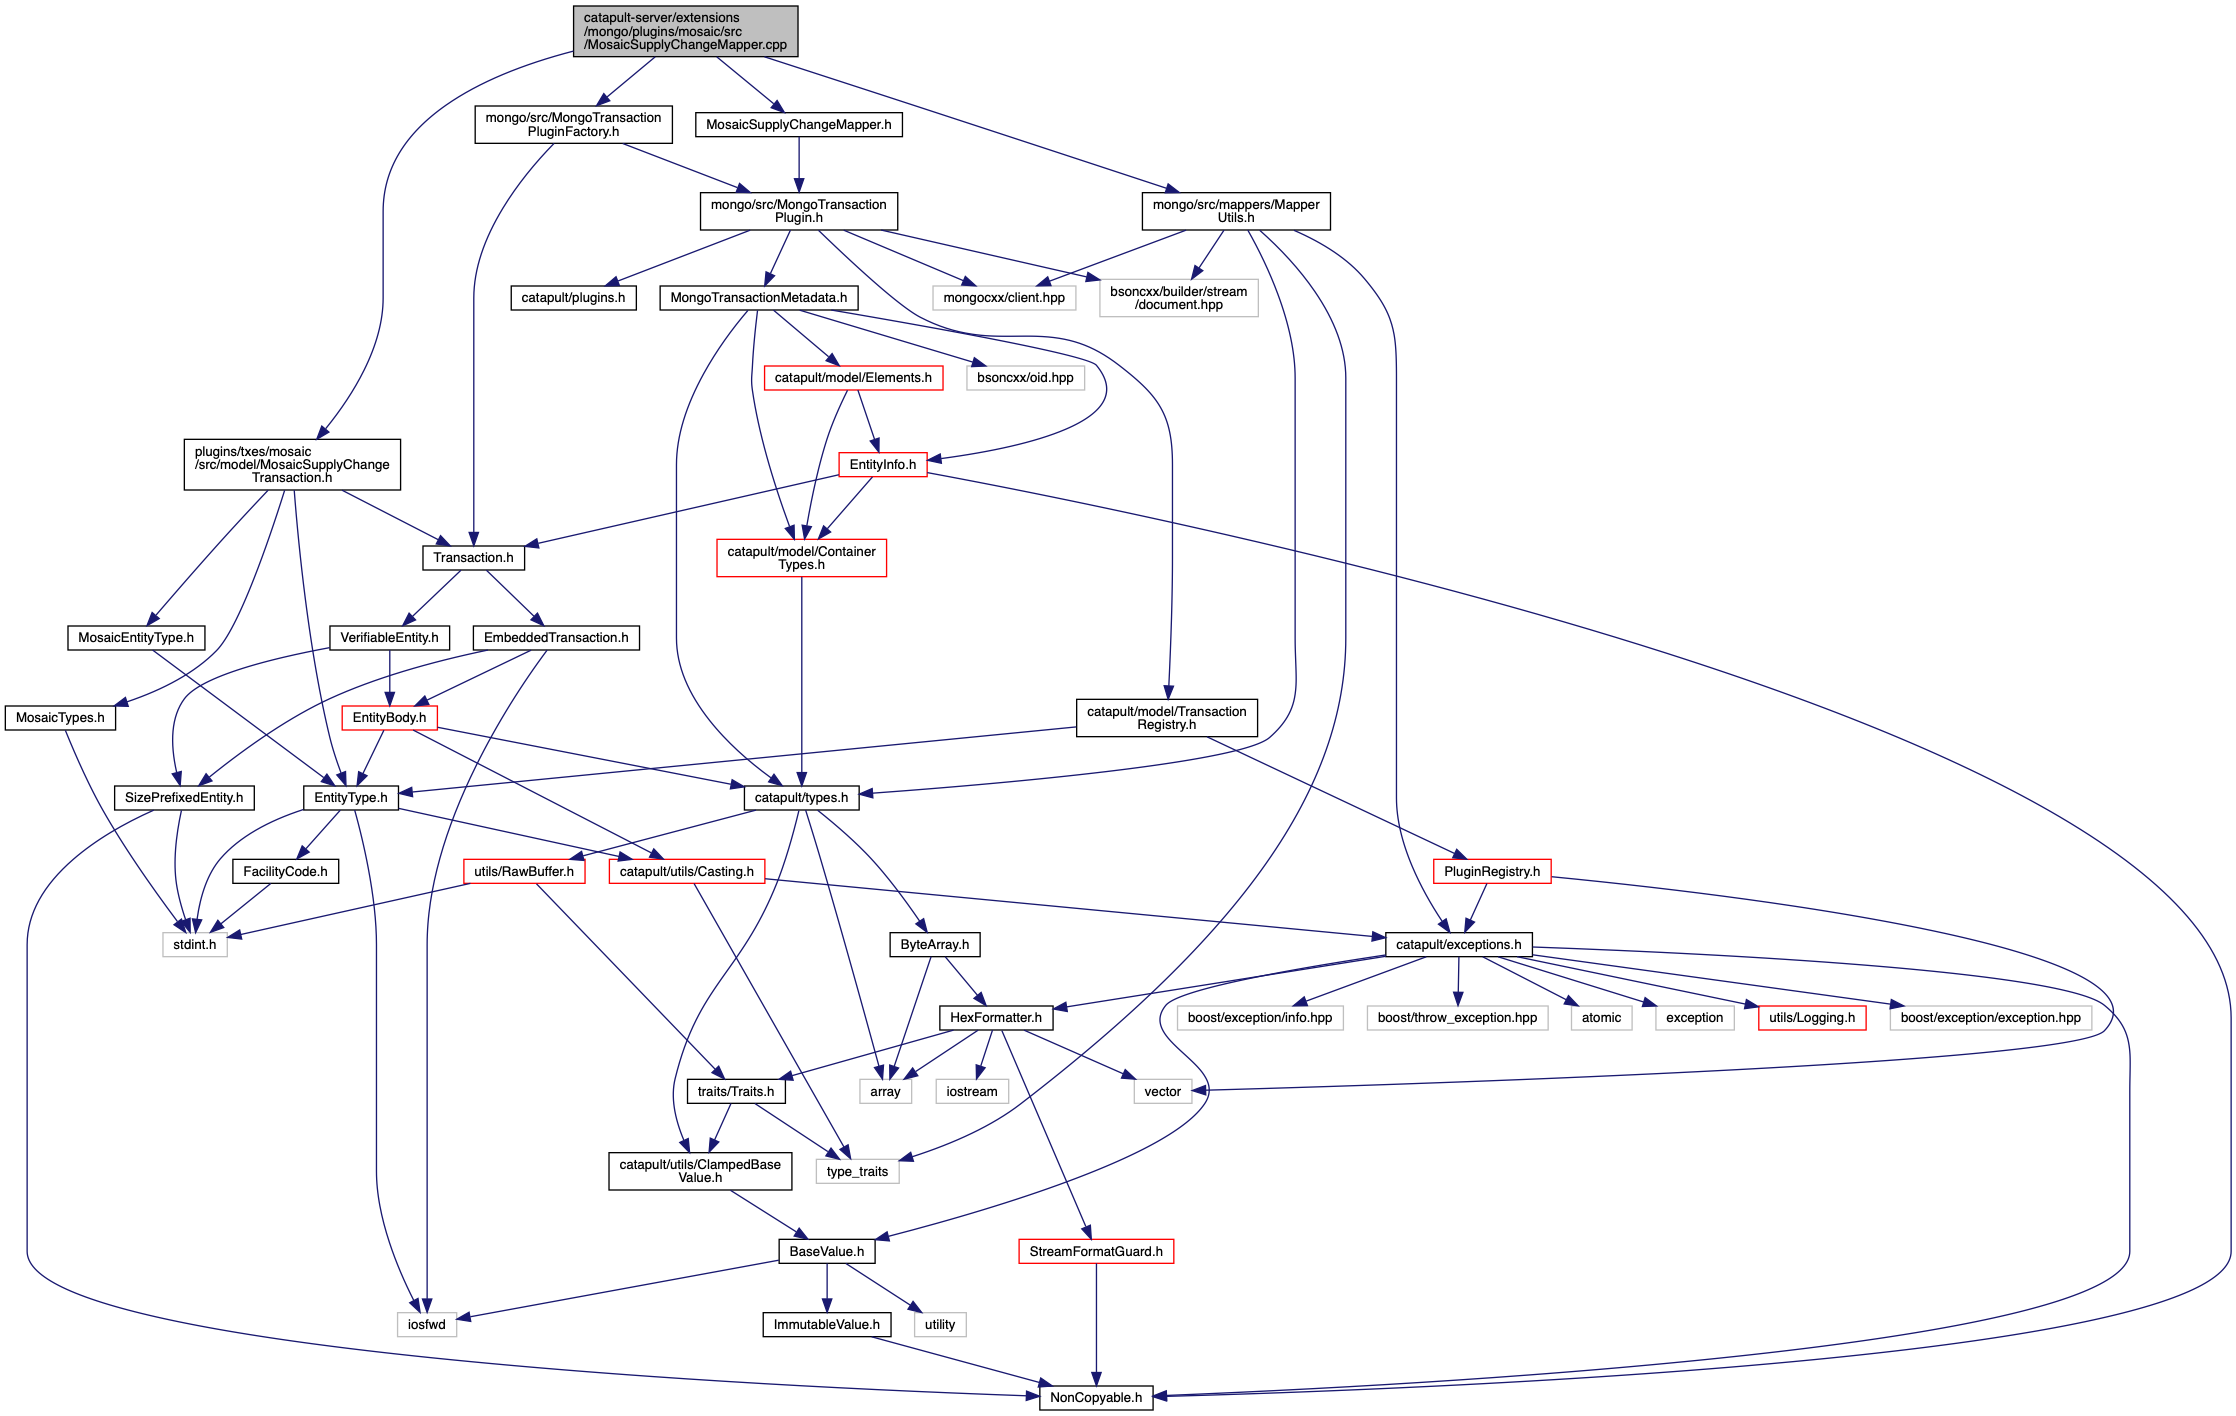 catapult-server/extensions
/mongo/plugins/mosaic/src
/MosaicSupplyChangeMapper.cpp
mongo/src/MongoTransaction
PluginFactory.h
MosaicSupplyChangeMapper.h
mongo/src/MongoTransaction
Plugin.h
mongo/src/mappers/Mapper
Utils.h
catapult/plugins.h
MongoTransactionMetadata.h
mongocxx/client.hpp
bsoncxx/builder/stream
/document.hpp
catapult/model/Elements.h
bsoncxx/oid.hpp
plugins/txes/mosaic
/src/model/MosaicSupplyChange
Transaction.h
EntityInfo.h
Transaction.h
catapult/model/Container
Types.h
MosaicEntityType.h
VerifiableEntity.h
EmbeddedTransaction.h
MosaicTypes.h
EntityBody.h
catapult/model/Transaction
Registry.h
SizePrefixedEntity.h
EntityType.h
catapult/types.h
FacilityCode.h
utils/RawBuffer.h
catapult/utils/Casting.h
PluginRegistry.h
stdint.h
ByteArray.h
catapult/exceptions.h
HexFormatter.h
boost/exception/info.hpp
boost/throw_exception.hpp
atomic
exception
utils/Logging.h
boost/exception/exception.hpp
traits/Traits.h
array
iostream
vector
catapult/utils/ClampedBase
Value.h
type_traits
BaseValue.h
StreamFormatGuard.h
iosfwd
ImmutableValue.h
utility
NonCopyable.h